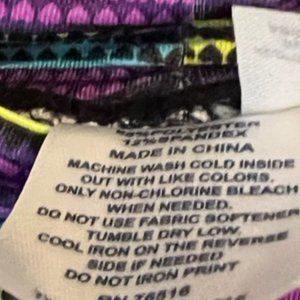 88% POLYESTER
12% SPANDEX
MADE IN CHINA
MACHINE WASH COLD INSIDE
OUT WITH LIKE COLORS.
ONLY NON-CHLORINE BLEACH
WHEN NEEDED.
DO NOT USE FABRIC SOFTENER
TUMBLE DRY LOW.
COOL IRON ON THE REVERSE
SIDE IF NEEDED
DO NOT IRON PRINT